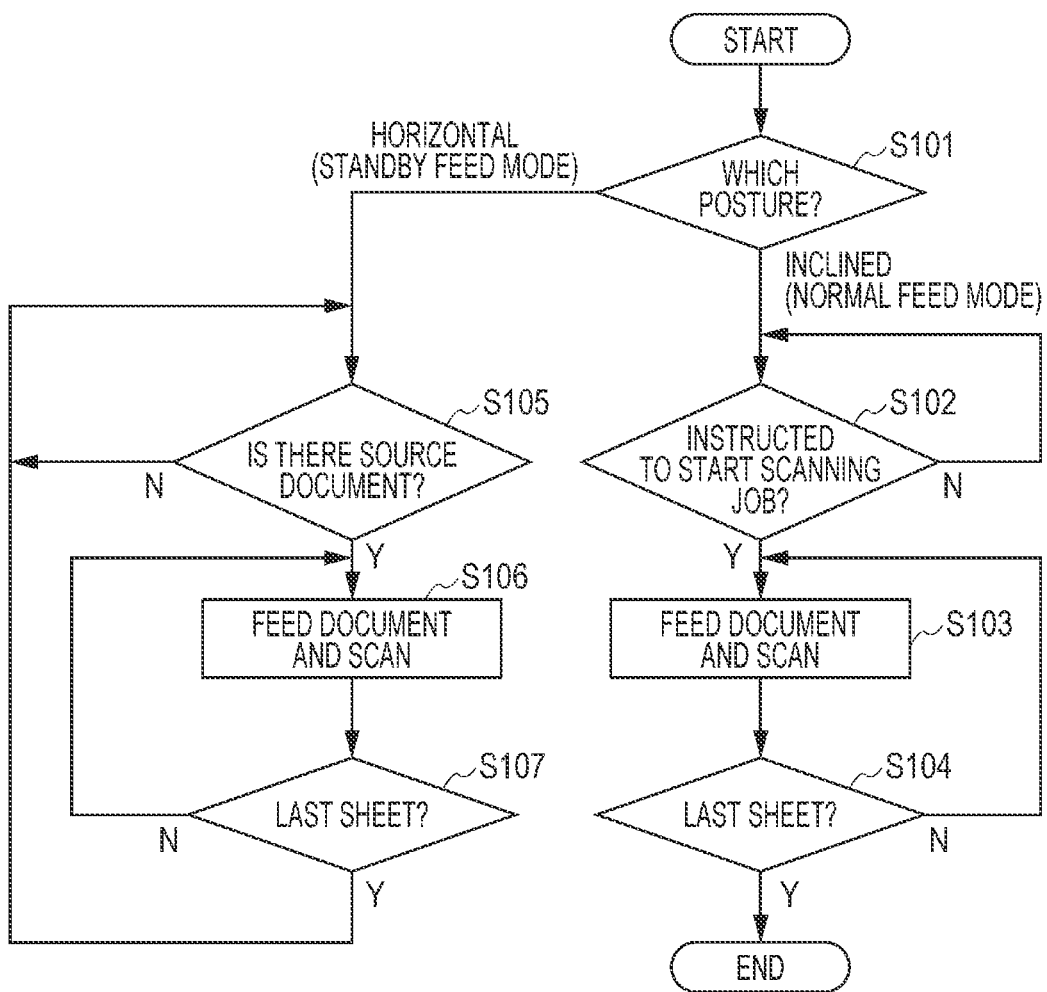 START
HORIZONTAL
(STANDBY FEED MODE)
S101
WHICH
POSTURE?
INCLINED
(NORMAL FEED MODE)
S105
IS THERE SOURCE
DOCUMENT?
N
Y
S102
INSTRUCTED
TO START SCANNING
JOB?
N
Y
S106
FEED DOCUMENT
AND SCAN
FEED DOCUMENT
AND SCAN
S103
S107
LAST SHEET?
N
Y
S104
LAST SHEET?
N
Y
END